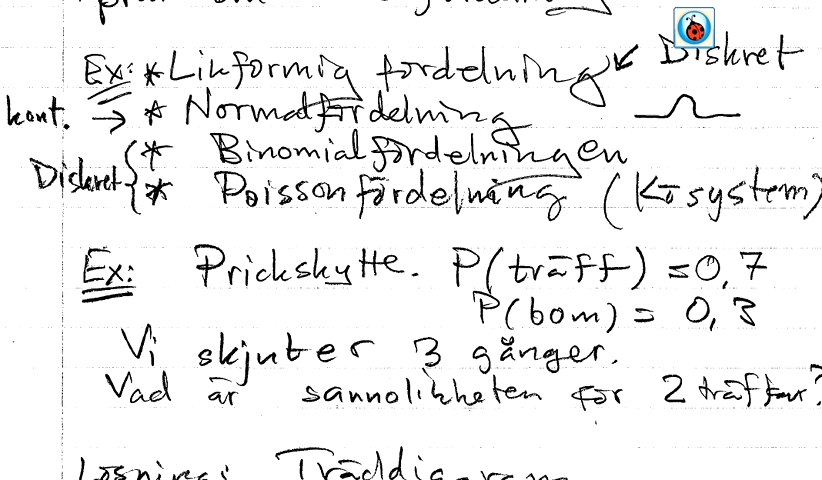 Ex: * Likformig fördelning ↙ Diskret
kont. → * Normalfördelning
Diskret { * Binomialfördelningen
* Poissonfördelning (Kösystem)
Ex: Prickskytte. P(träff) = 0,7
P(bom) = 0,3
Vi skjuter 3 gånger.
Vad är sannolikheten för 2 träffar?
Lösning: Träddiagram